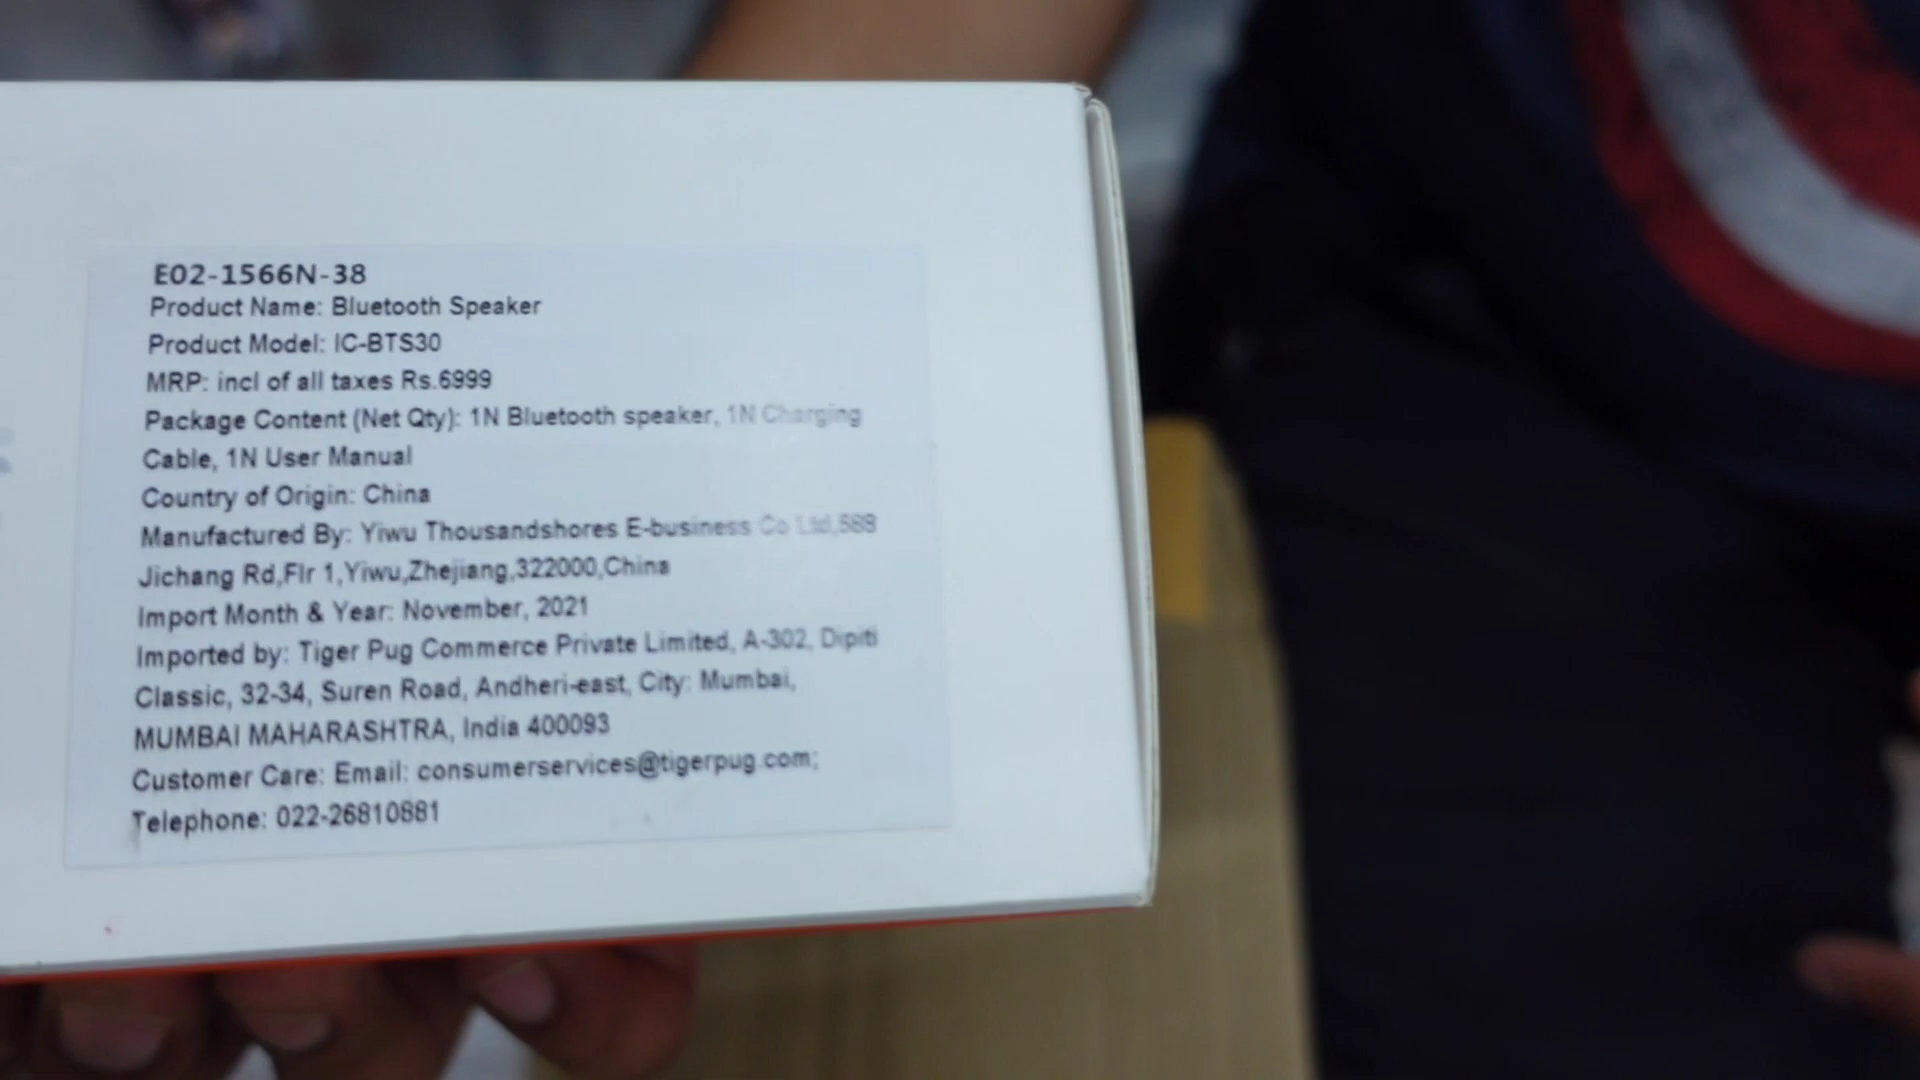 E02-1566N-38
Product Name: Bluetooth Speaker
Product Model: IC-BTS30
MRP: incl of all taxes Rs.6999
Package Content (Net Qty): 1N Bluetooth speaker, 1N Charging
Cable, 1N User Manual
Country of Origin: China
Manufactured By: Yiwu Thousandshores E-business Co Ltd,
Jichang Rd,Flr 1,Yiwu,Zhejiang,322000,China
Import Month & Year: November, 2021
Imported by: Tiger Pug Commerce Private Limited, A-302, Dipiti
Classic, 32-34, Suren Road, Andheri-east, City: Mumbai,
MUMBAI MAHARASHTRA, India 400093
Customer Care: Email: consumerservices@tigerpug.com;
Telephone: 022-26810881